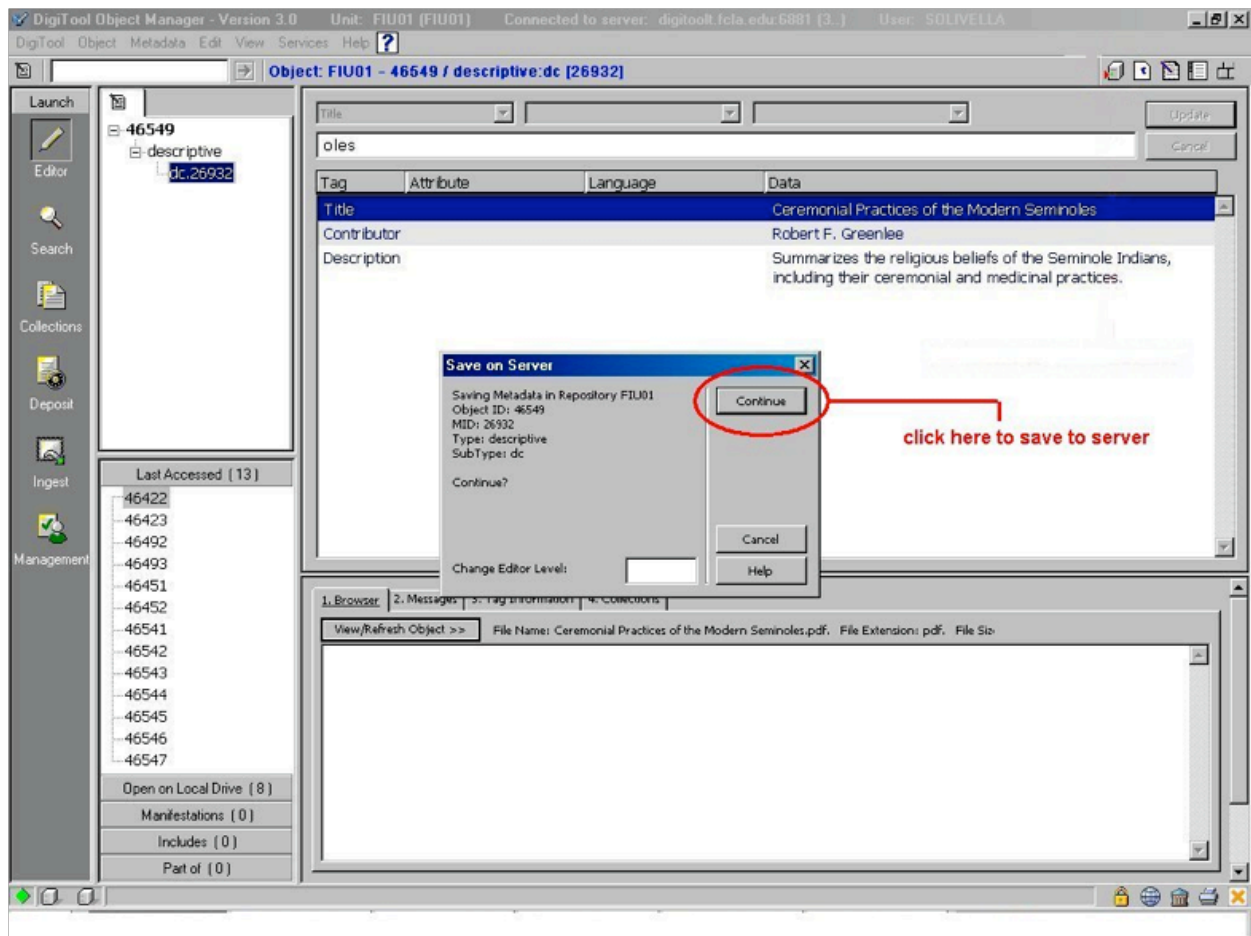 DigiTool Object Manager - Version 3.0 Unit: FIU01 (FIU01) Connected to server: digitoolt.fcla.edu:6881 (3..) User: SOLIVELLA
DigiTool Object Metadata Edit View Services Help ?
Object: FIU01 - 46549 / descriptive:dc [26932]
Launch
Editor
Search
Collections
Deposit
Ingest
Management
46549
descriptive
dc.26932
Last Accessed (13)
46422
46423
46492
46493
46451
46452
46541
46542
46543
46544
46545
46546
46547
Open on Local Drive (8)
Manifestations (0)
Includes (0)
Part of (0)
Title
Update
oles
Cancel
Tag Attribute Language Data
Title Ceremonial Practices of the Modern Seminoles
Contributor Robert F. Greenlee
Description Summarizes the religious beliefs of the Seminole Indians,
including their ceremonial and medicinal practices.
Save on Server
Saving Metadata in Repository FIU01
Object ID: 46549
MID: 26932
Type: descriptive
SubType: dc
Continue?
Change Editor Level:
Continue
Cancel
Help
click here to save to server
1. Browser 2. Messages 3. Tag Information 4. Collections
View/Refresh Object >> File Name: Ceremonial Practices of the Modern Seminoles.pdf, File Extension: pdf, File Siz